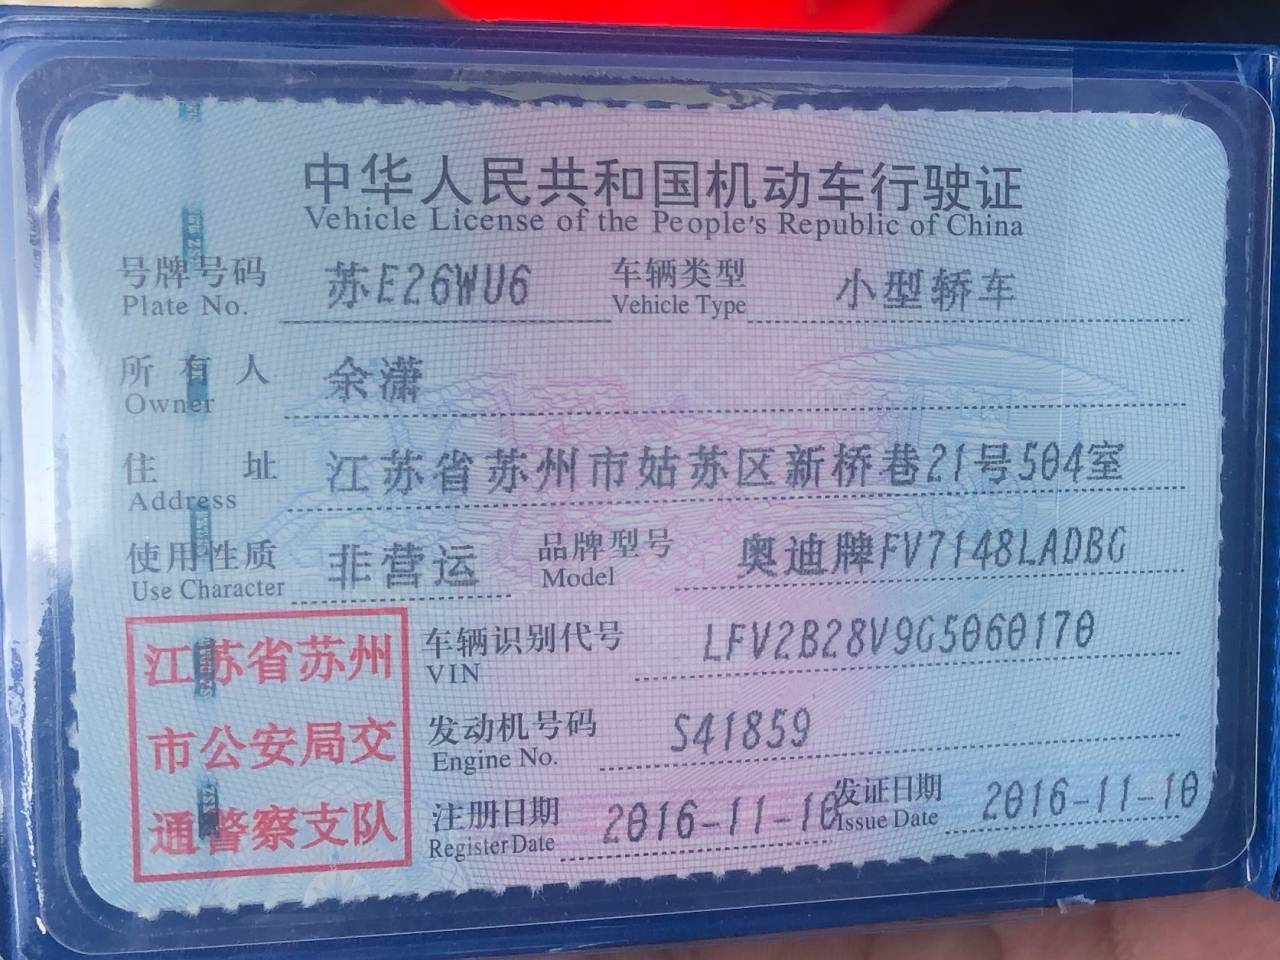 中华人民共和国机动车行驶证
Vehicle License of the People's Republic of China
号牌号码 苏E26WU6 车辆类型 小型轿车
Plate No. Vehicle Type
所有人 余潇
Owner
住址 江苏省苏州市姑苏区新桥巷21号504室
Address
使用性质 非营运 品牌型号 奥迪牌FV7148LADBG
Use Character Model
江苏省苏州
市公安局交
通警察支队
车辆识别代号 LFV2B28V9G5060170
VIN
发动机号码 S41859
Engine No.
注册日期 2016-11-10 发证日期 2016-11-10
Register Date Issue Date